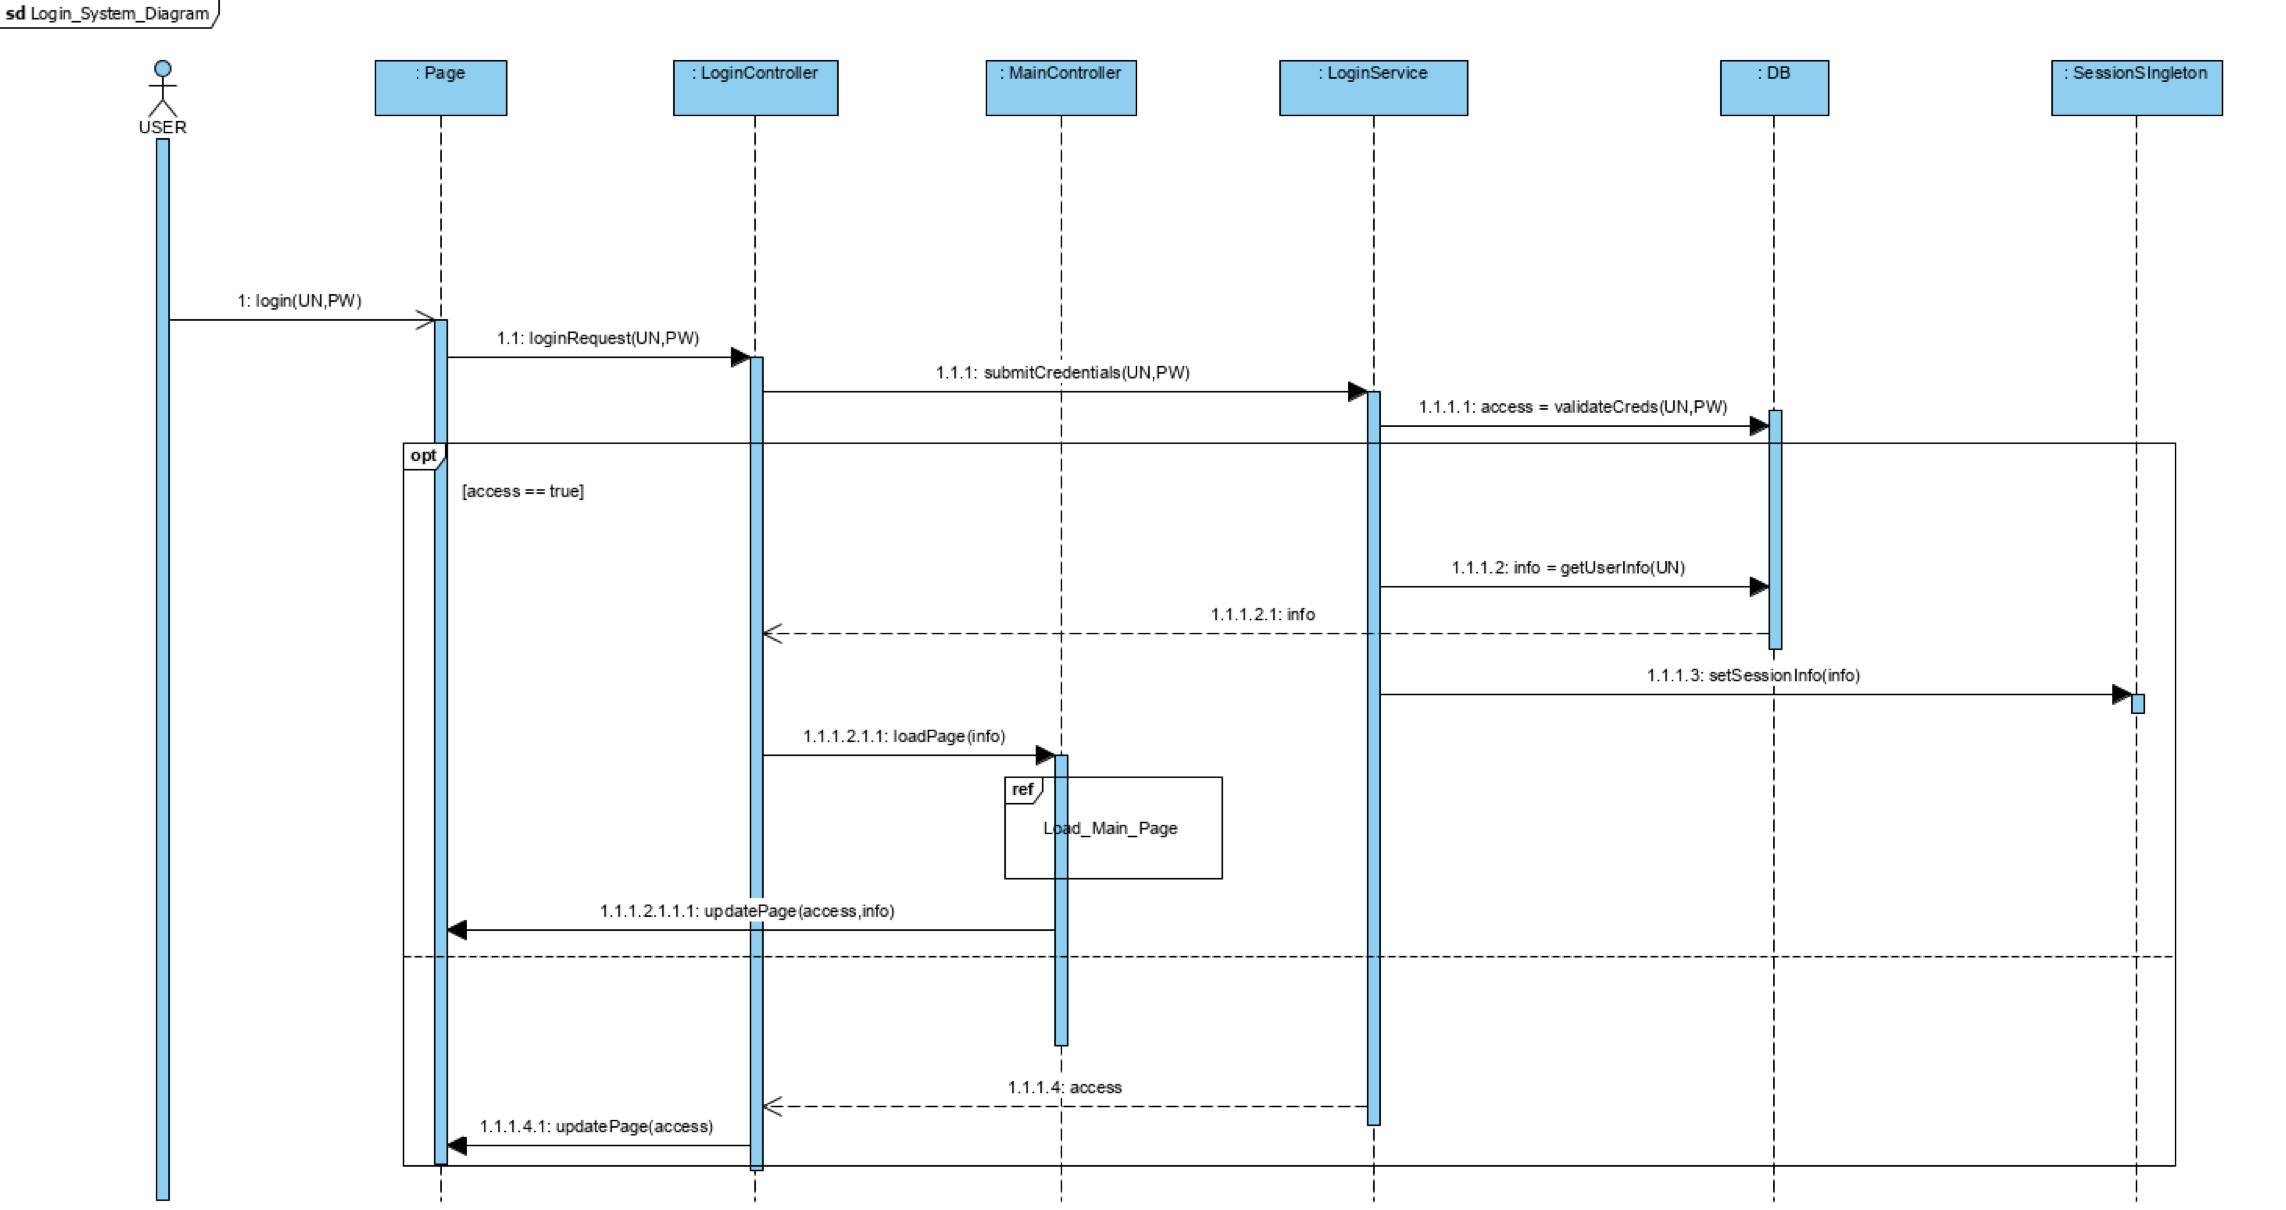 sd Login_System_Diagram
USER
: Page
: LoginController
: MainController
: LoginService
: DB
: SessionSIngleton
1: login(UN,PW)
1.1: loginRequest(UN,PW)
1.1.1: submitCredentials(UN,PW)
1.1.1.1: access = validateCreds(UN,PW)
opt
[access == true]
1.1.1.2: info = getUserInfo(UN)
1.1.1.2.1: info
1.1.1.3: setSessionInfo(info)
1.1.1.2.1.1: loadPage(info)
ref
Load_Main_Page
1.1.1.2.1.1.1: updatePage(access,info)
1.1.1.4: access
1.1.1.4.1: updatePage(access)